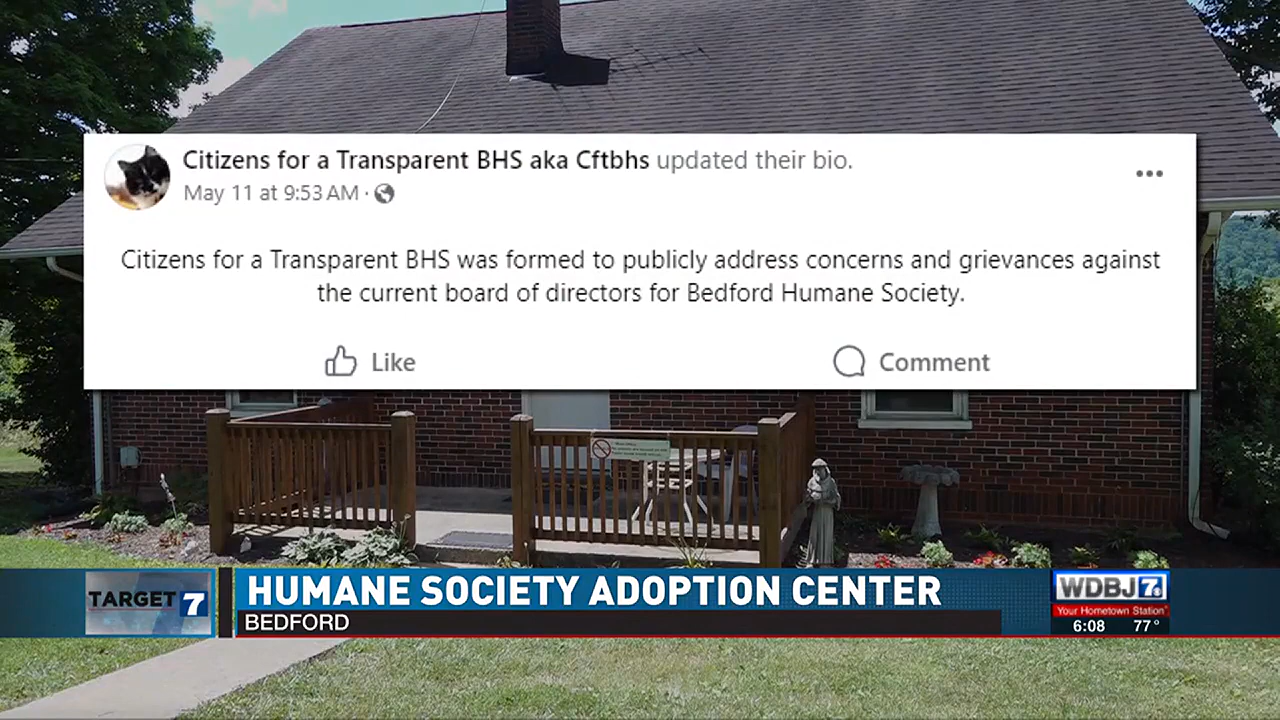 Citizens for a Transparent BHS aka Cftbhs updated their bio.
May 11 at 9:53 AM ·
Citizens for a Transparent BHS was formed to publicly address concerns and grievances against
the current board of directors for Bedford Humane Society.
Like
Comment
TARGET 7
HUMANE SOCIETY ADOPTION CENTER
BEDFORD
WDBJ7
Your Hometown Station
6:08 77°